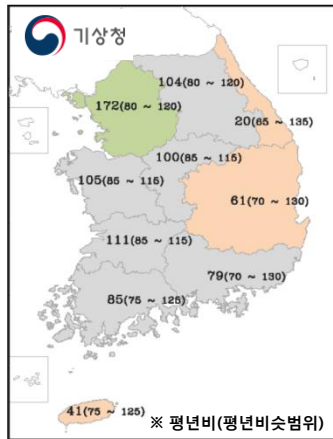 기상청
104(80 ~ 120)
172(80 ~ 120)
20(65 ~ 135)
100(85 ~ 115)
105(85 ~ 115)
61(70 ~ 130)
111(85 ~ 115)
79(70 ~ 130)
85(75 ~ 125)
41(75 ~ 125)
※ 평년비(평년비슷범위)